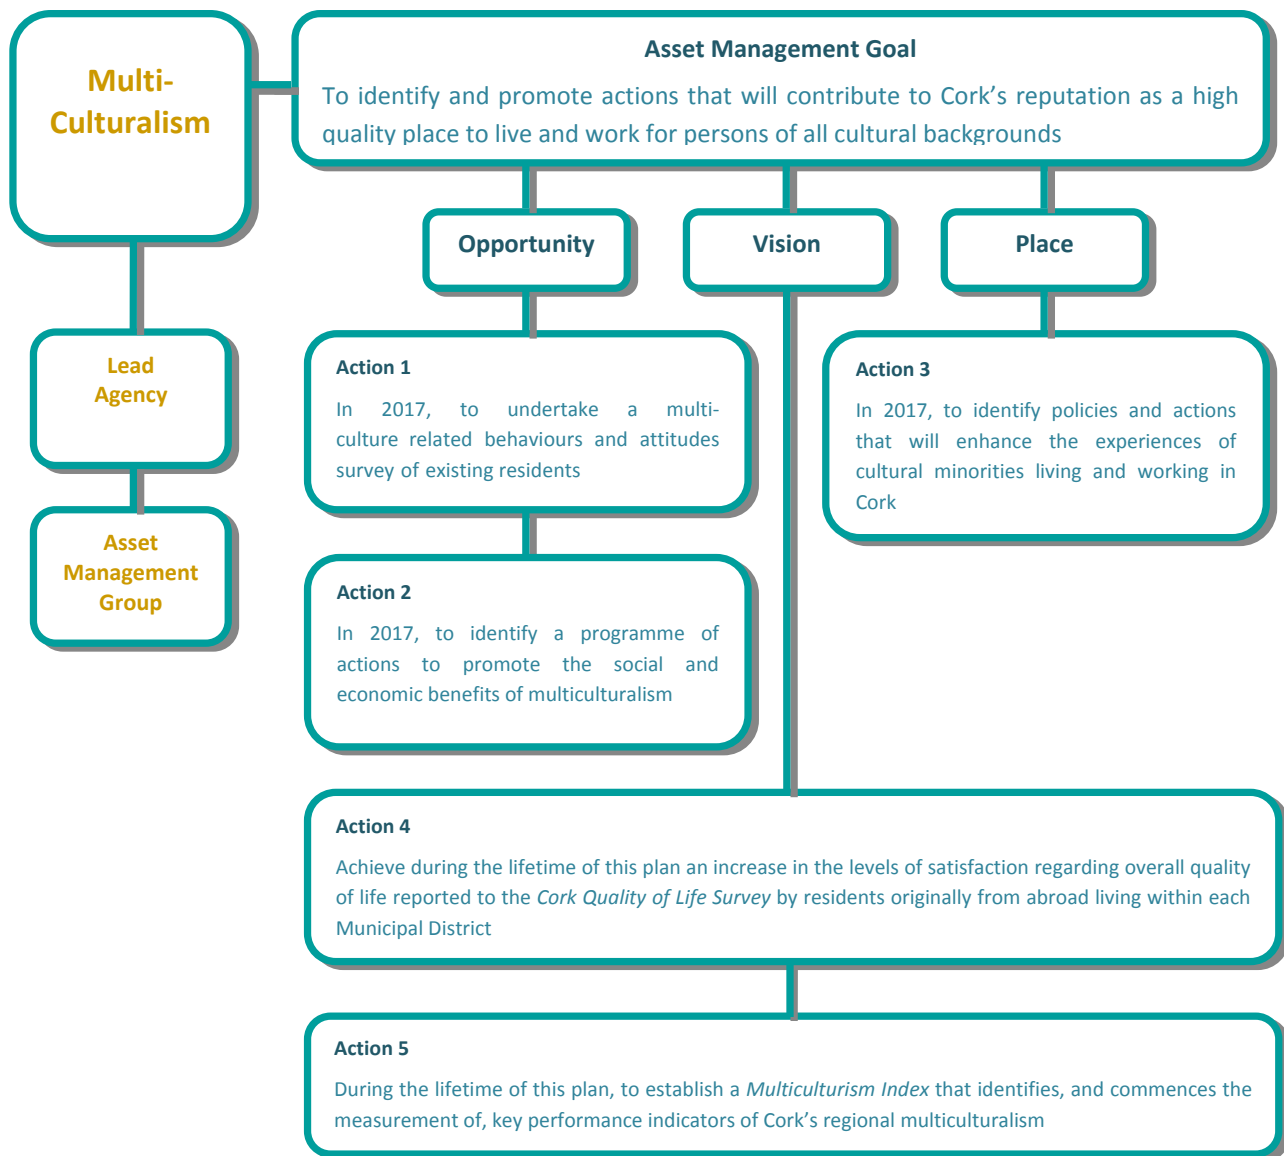 Multi-
Culturalism
Asset Management Goal
To identify and promote actions that will contribute to Cork’s reputation as a high
quality place to live and work for persons of all cultural backgrounds
Opportunity
Vision
Place
Lead
Agency
Asset
Management
Group
Action 1
In 2017, to undertake a multi-
culture related behaviours and attitudes
survey of existing residents
Action 3
In 2017, to identify policies and actions
that will enhance the experiences of
cultural minorities living and working in
Cork
Action 2
In 2017, to identify a programme of
actions to promote the social and
economic benefits of multiculturalism
Action 4
Achieve during the lifetime of this plan an increase in the levels of satisfaction regarding overall quality
of life reported to the Cork Quality of Life Survey by residents originally from abroad living within each
Municipal District
Action 5
During the lifetime of this plan, to establish a Multiculturism Index that identifies, and commences the
measurement of, key performance indicators of Cork’s regional multiculturalism